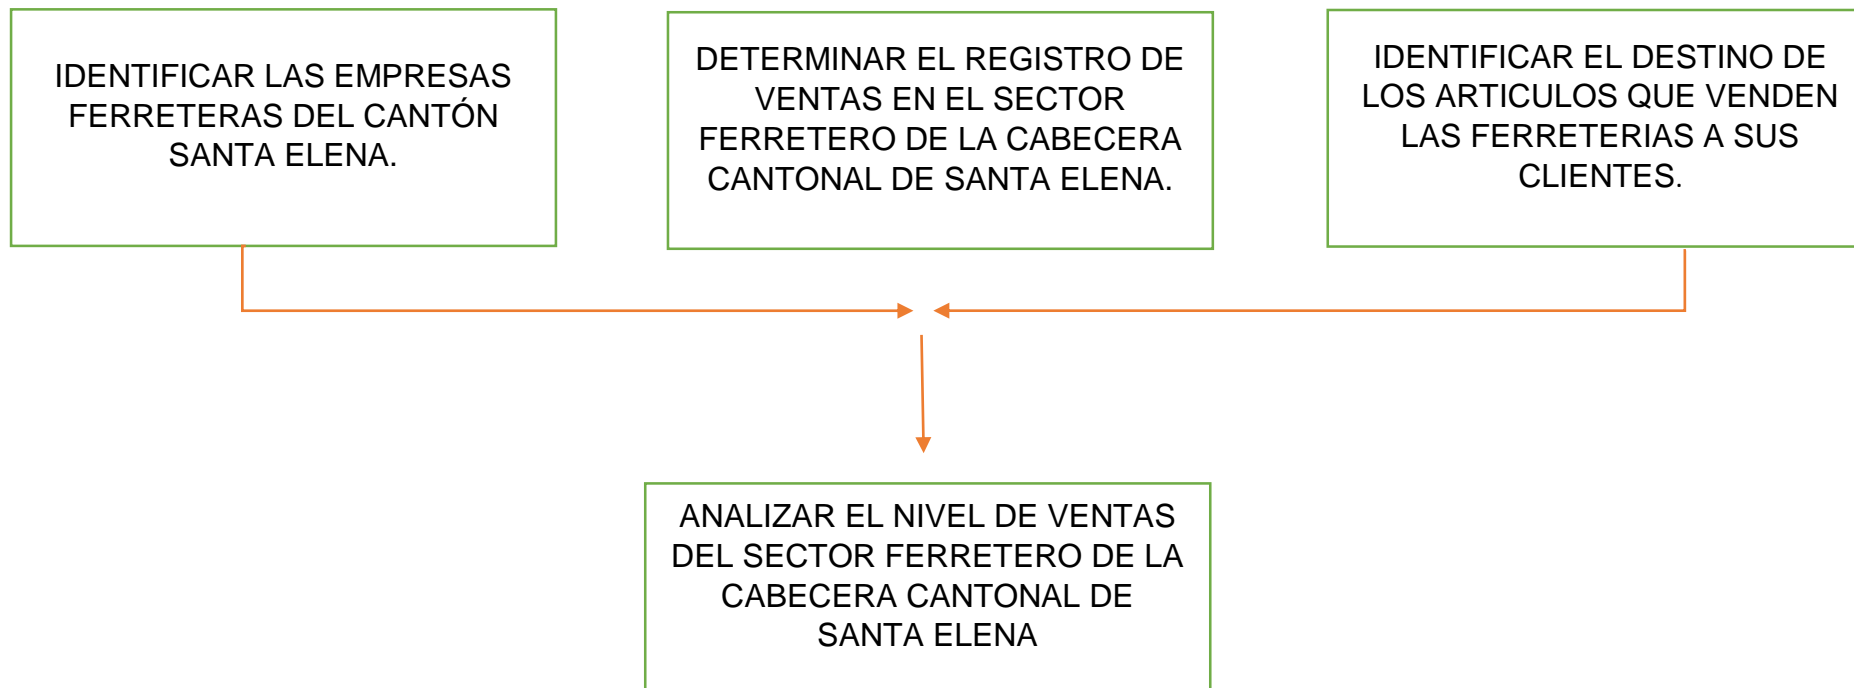 IDENTIFICAR LAS EMPRESAS
FERRETERAS DEL CANTÓN
SANTA ELENA.
DETERMINAR EL REGISTRO DE
VENTAS EN EL SECTOR
FERRETERO DE LA CABECERA
CANTONAL DE SANTA ELENA.
IDENTIFICAR EL DESTINO DE
LOS ARTICULOS QUE VENDEN
LAS FERRETERIAS A SUS
CLIENTES.
ANALIZAR EL NIVEL DE VENTAS
DEL SECTOR FERRETERO DE LA
CABECERA CANTONAL DE
SANTA ELENA